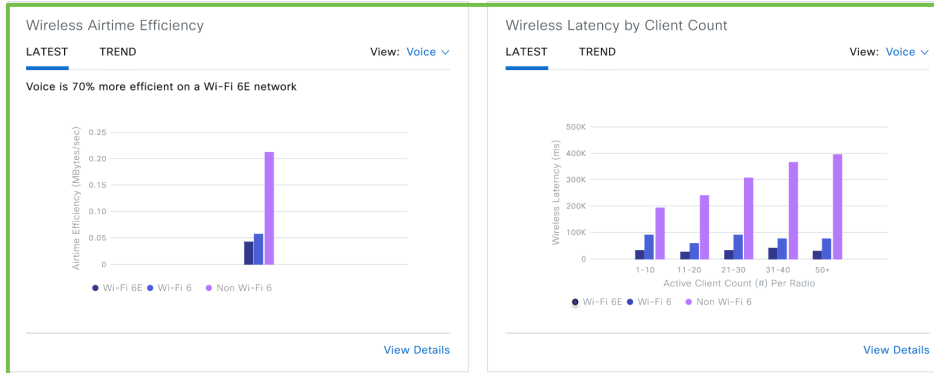 Wireless Airtime Efficiency
LATEST TREND View: Voice
Voice is 70% more efficient on a Wi-Fi 6E network
Airtime Efficiency (MBytes/sec)
0.25
0.20
0.15
0.10
0.05
0
Wi-Fi 6E Wi-Fi 6 Non Wi-Fi 6
View Details
Wireless Latency by Client Count
LATEST TREND View: Voice
Wireless Laterncy (ms)
500K
400K
300K
200K
100K
0
1-10 11-20 21-30 31-40 50+
Active Client Count (#) Per Radio
Wi-Fi 6E Wi-Fi 6 Non Wi-Fi 6
View Details